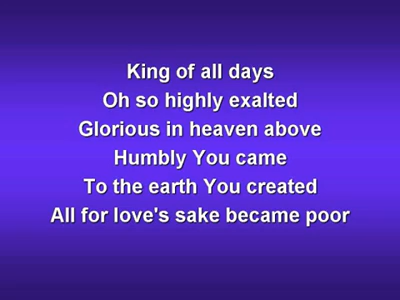 King of all days
Oh so highly exalted
Glorious in heaven above
Humbly You came
To the earth You created
All for love's sake became poor